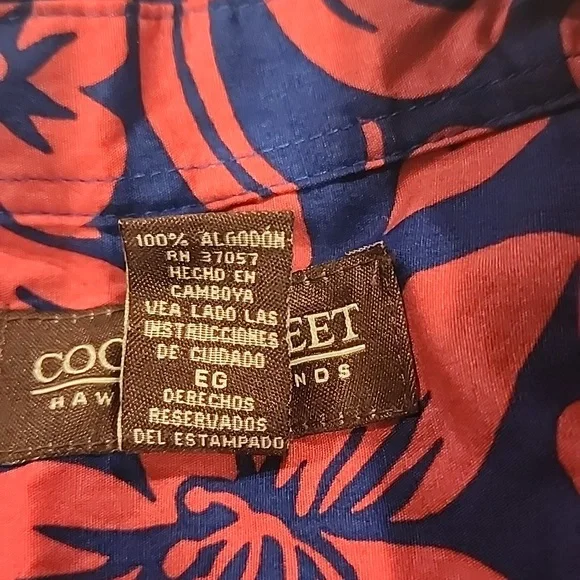 100% ALGODÓN
RN 37057
HECHO EN
CAMBOYA
VEA LADO LAS
INSTRUCCIONES
DE CUIDADO
EG
DERECHOS
RESERVADOS
DEL ESTAMPADO
COO EET
HAW NDS